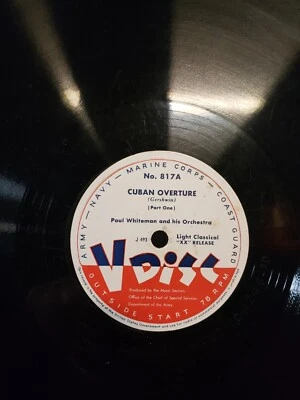 ARMY — NAVY — MARINE CORPS — COAST GUARD
No. 817A
CUBAN OVERTURE
(Gershwin)
(Part One)
Paul Whiteman and his Orchestra
J 493
Light Classical
"XX" RELEASE
V DISC
Produced by the Music Section
Office of the Chief of Special Services
Department of the Army
OUTSIDE START 78 RPM